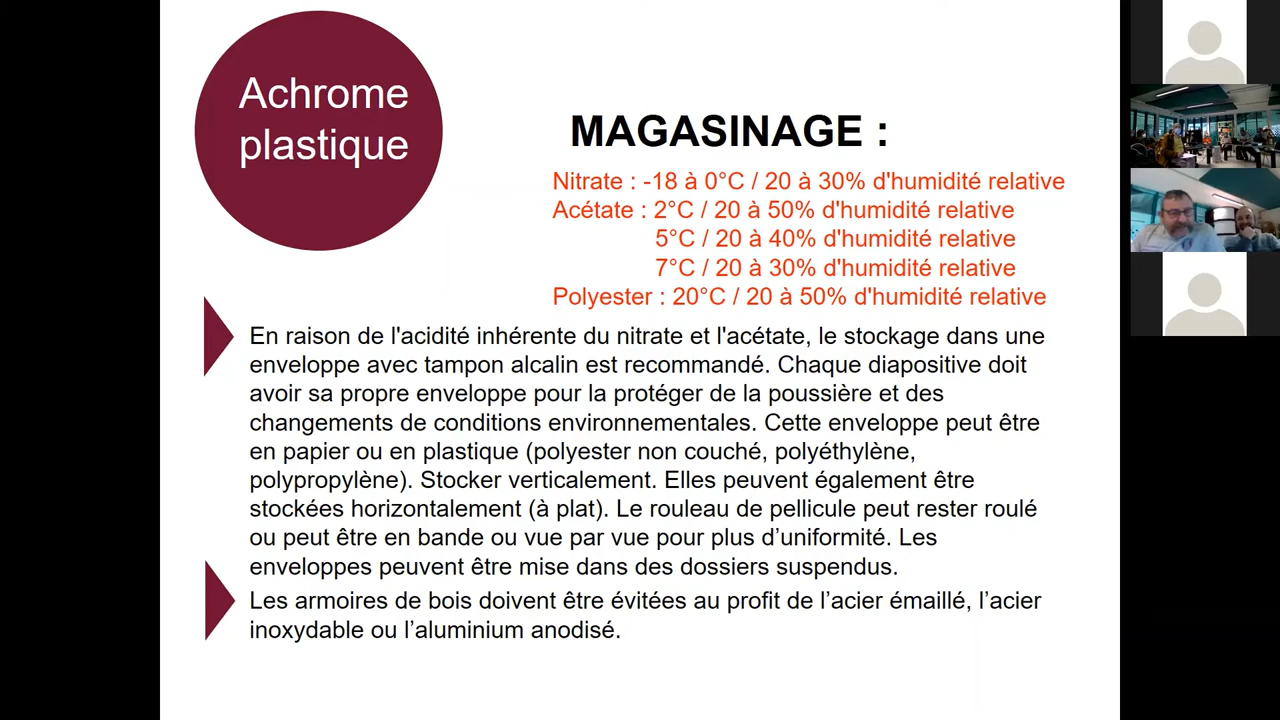 Achrome
plastique
MAGASINAGE :
Nitrate : -18 à 0°C / 20 à 30% d'humidité relative
Acétate : 2°C / 20 à 50% d'humidité relative
5°C / 20 à 40% d'humidité relative
7°C / 20 à 30% d'humidité relative
Polyester : 20°C / 20 à 50% d'humidité relative
En raison de l'acidité inhérente du nitrate et l'acétate, le stockage dans une
enveloppe avec tampon alcalin est recommandé. Chaque diapositive doit
avoir sa propre enveloppe pour la protéger de la poussière et des
changements de conditions environnementales. Cette enveloppe peut être
en papier ou en plastique (polyester non couché, polyéthylène,
polypropylène). Stocker verticalement. Elles peuvent également être
stockées horizontalement (à plat). Le rouleau de pellicule peut rester roulé
ou peut être en bande ou vue par vue pour plus d’uniformité. Les
enveloppes peuvent être mise dans des dossiers suspendus.
Les armoires de bois doivent être évitées au profit de l’acier émaillé, l’acier
inoxydable ou l’aluminium anodisé.